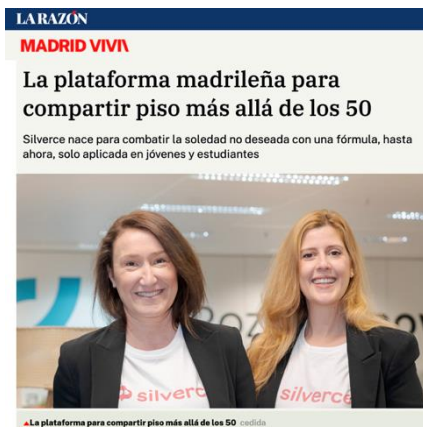 LA RAZÓN
MADRID VIVIR
La plataforma madrileña para
compartir piso más allá de los 50
Silverce nace para combatir la soledad no deseada con una fórmula, hasta
ahora, solo aplicada en jóvenes y estudiantes
silverce
silverce
La plataforma para compartir piso más allá de los 50 cedida